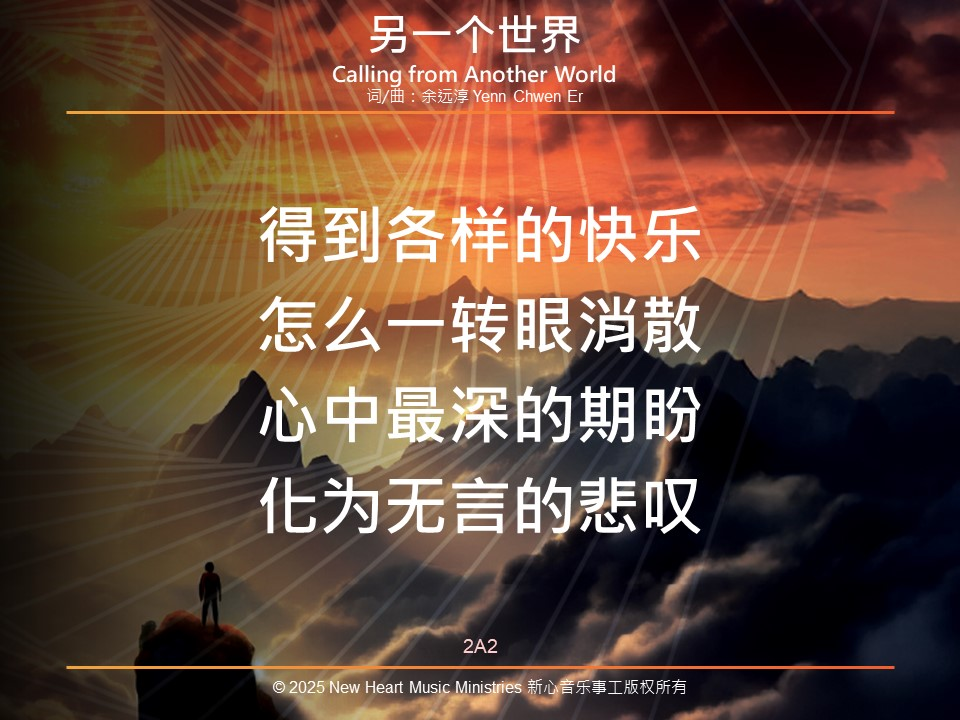 另一个世界
Calling from Another World
词/曲：余远淳 Yenn Chwen Er
得到各样的快乐
怎么一转眼消散
心中最深的期盼
化为无言的悲叹
2A2
© 2025 New Heart Music Ministries 新心音乐事工版权所有